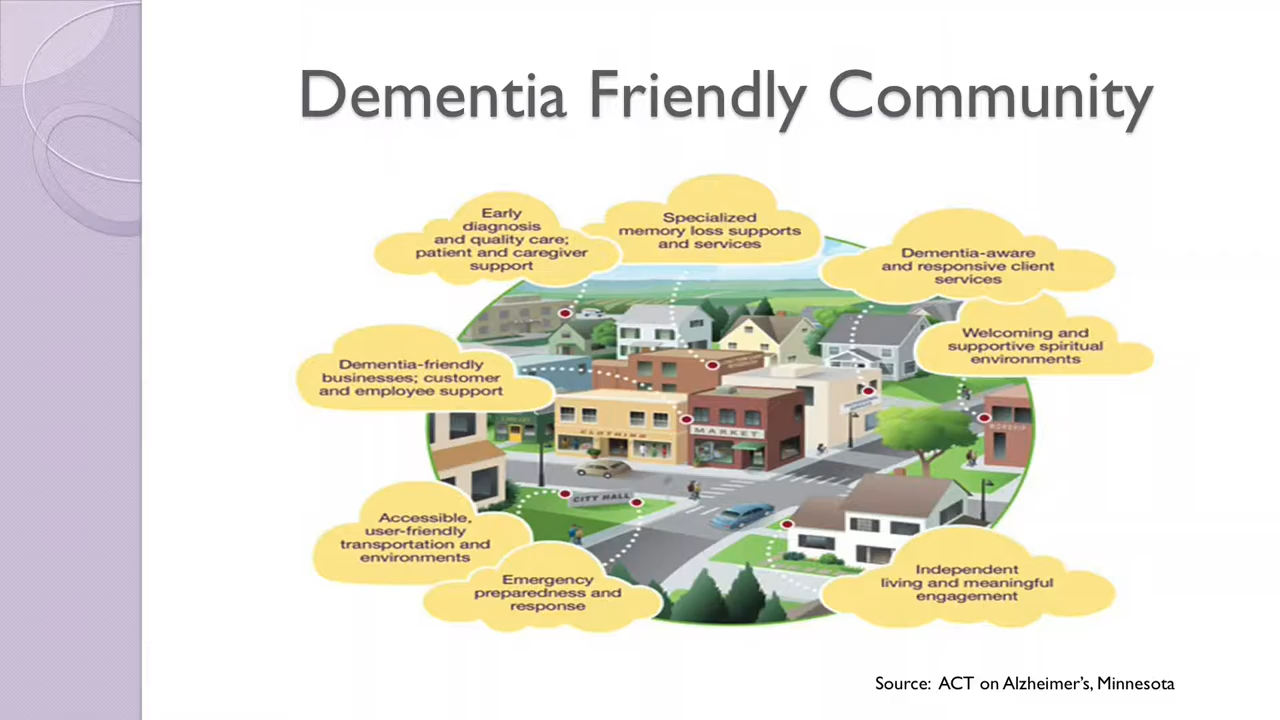 Dementia Friendly Community
Early
diagnosis
and quality care;
patient and caregiver
support
Specialized
memory loss supports
and services
Dementia-aware
and responsive client
services
Welcoming and
supportive spiritual
environments
Dementia-friendly
businesses; customer
and employee support
CLOTHING
MARKET
WORSHIP
CITY HALL
Accessible,
user-friendly
transportation and
environments
Emergency
preparedness and
response
Independent
living and meaningful
engagement
Source: ACT on Alzheimer's, Minnesota